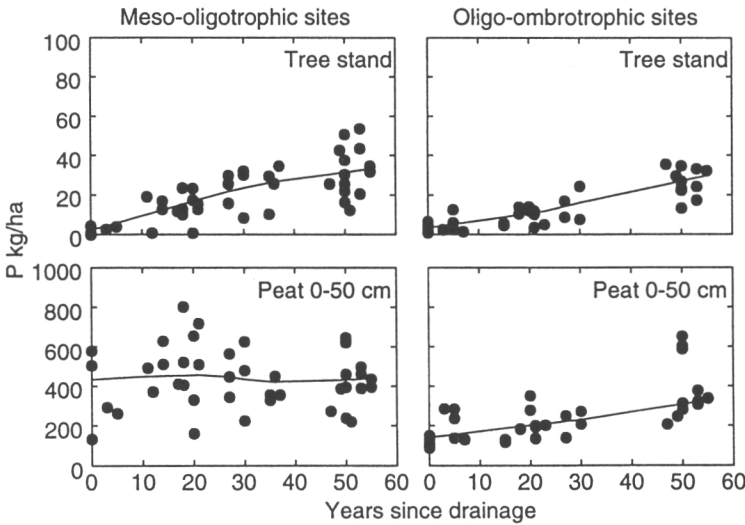 Meso-oligotrophic sites Oligo-ombrotrophic sites
100 Tree stand Tree stand
80
60
40
20
0
P kg/ha
1000 Peat 0-50 cm Peat 0-50 cm
800
600
400
200
0
0 10 20 30 40 50 60 0 10 20 30 40 50 60
Years since drainage